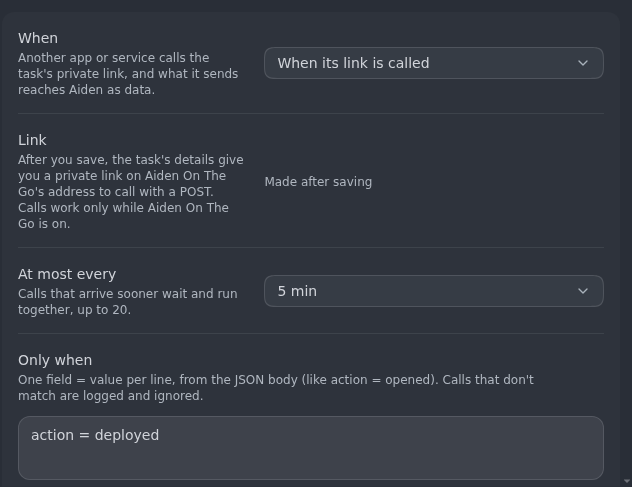 When
Another app or service calls the
task's private link, and what it sends
reaches Aiden as data.
When its link is called
Link
After you save, the task's details give
you a private link on Aiden On The
Go's address to call with a POST.
Calls work only while Aiden On The
Go is on.
Made after saving
At most every
Calls that arrive sooner wait and run
together, up to 20.
5 min
Only when
One field = value per line, from the JSON body (like action = opened). Calls that don't
match are logged and ignored.
action = deployed